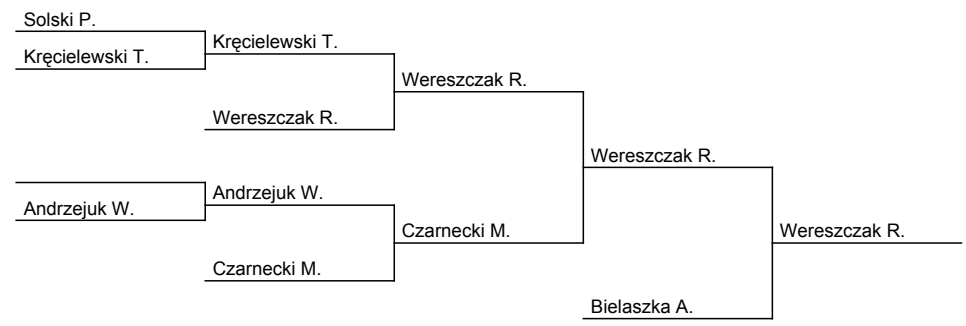 Solski P.
Kręcielewski T.
Kręcielewski T.
Wereszczak R.
Wereszczak R.
Wereszczak R.
Andrzejuk W.
Andrzejuk W.
Czarnecki M.
Wereszczak R.
Czarnecki M.
Bielaszka A.